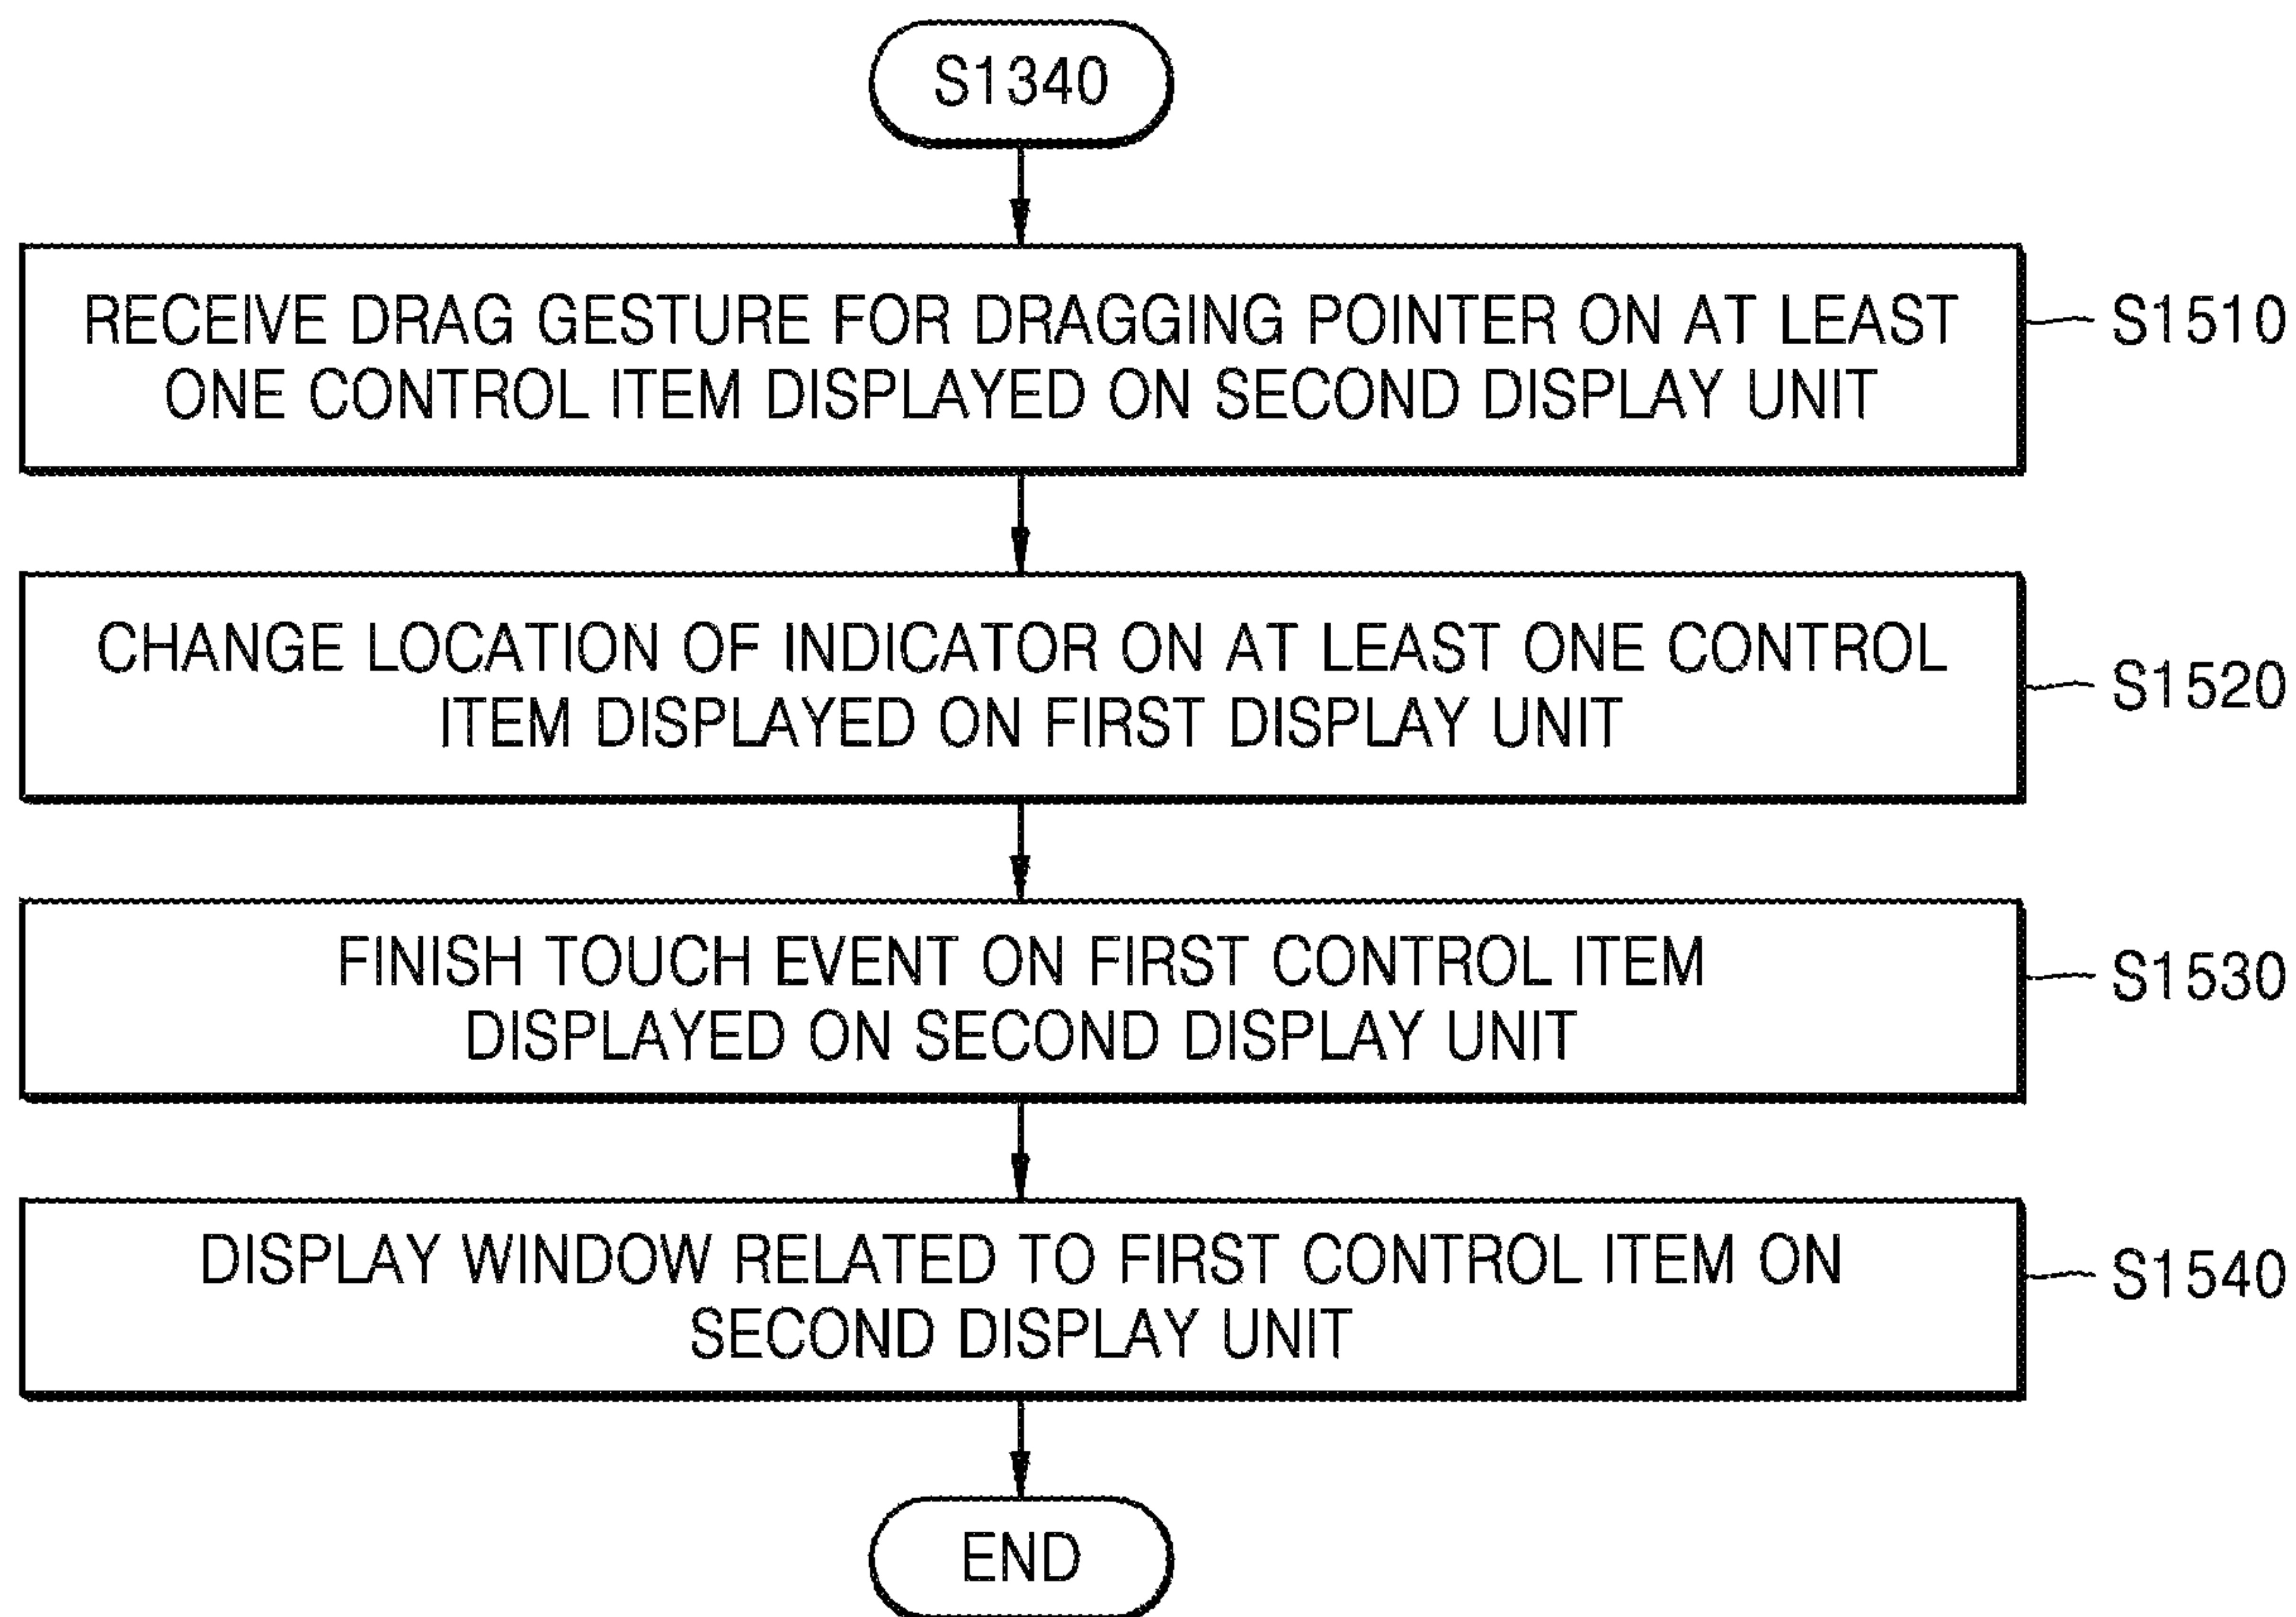 S1340
RECEIVE DRAG GESTURE FOR DRAGGING POINTER ON AT LEAST
ONE CONTROL ITEM DISPLAYED ON SECOND DISPLAY UNIT
S1510
CHANGE LOCATION OF INDICATOR ON AT LEAST ONE CONTROL
ITEM DISPLAYED ON FIRST DISPLAY UNIT
S1520
FINISH TOUCH EVENT ON FIRST CONTROL ITEM
DISPLAYED ON SECOND DISPLAY UNIT
S1530
DISPLAY WINDOW RELATED TO FIRST CONTROL ITEM ON
SECOND DISPLAY UNIT
S1540
END